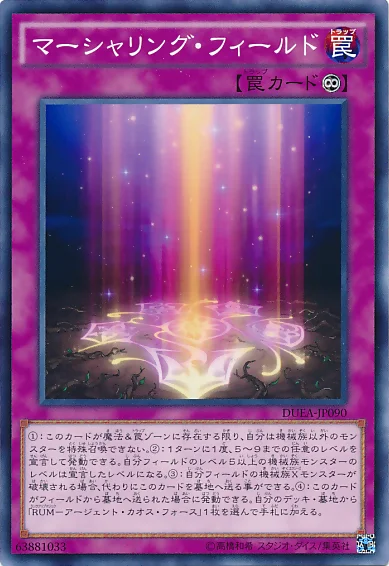 マーシャリング・フィールド 罠
トラップ
【罠カード】
トラップ
DUEA-JP090
①:このカードが魔法&罠ゾーンに存在する限り、自分は機械族以外のモン
スターを特殊召喚できない。②:1ターンに1度、5~9までの任意のレベルを
宣言して発動できる。自分フィールドのレベル5以上の機械族モンスターの
レベルは宣言したレベルになる。③:自分フィールドの機械族Xモンスターが
破壊される場合、代わりにこのカードを墓地へ送る事ができる。④:このカー
ドがフィールドから墓地へ送られた場合に発動できる。自分のデッキ・墓地から
「RUM-アージェント・カオス・フォース」1枚を選んで手札に加える。
63881033
©高橋和希 スタジオ・ダイス/集英社